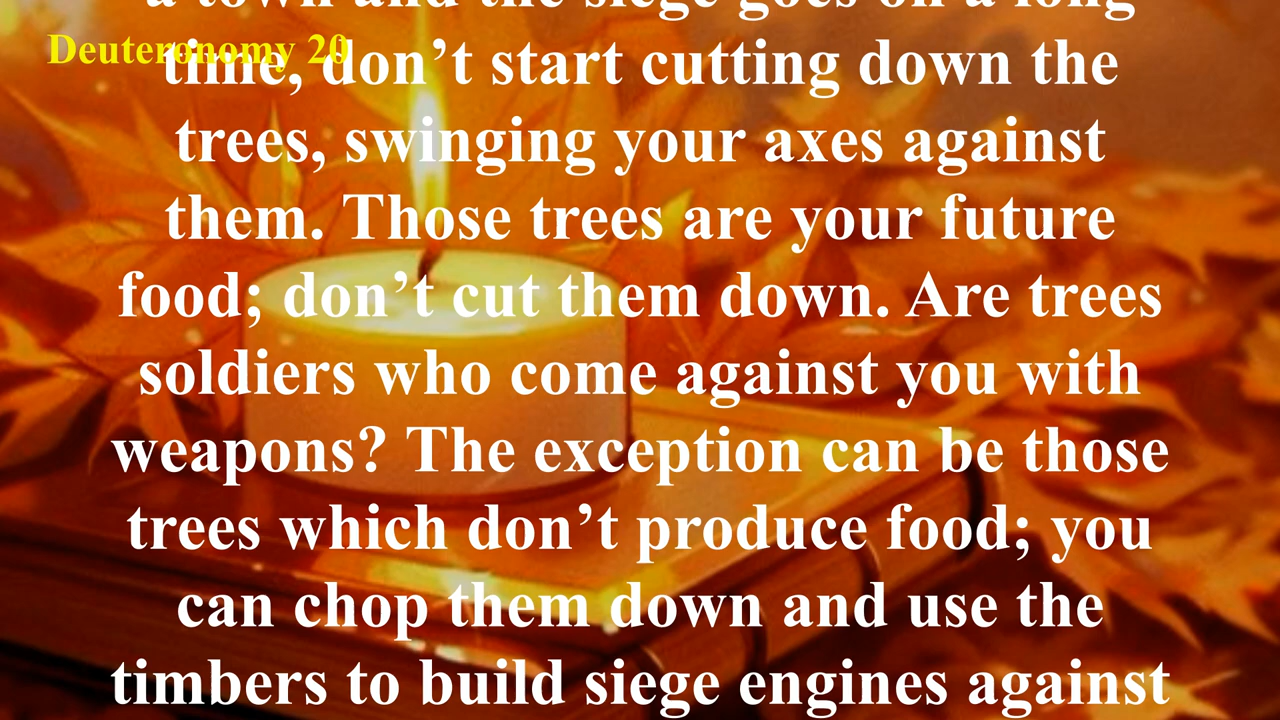 a town and the siege goes on a long
Deuteronomy 20
time, don’t start cutting down the
trees, swinging your axes against
them. Those trees are your future
food; don’t cut them down. Are trees
soldiers who come against you with
weapons? The exception can be those
trees which don’t produce food; you
can chop them down and use the
timbers to build siege engines against